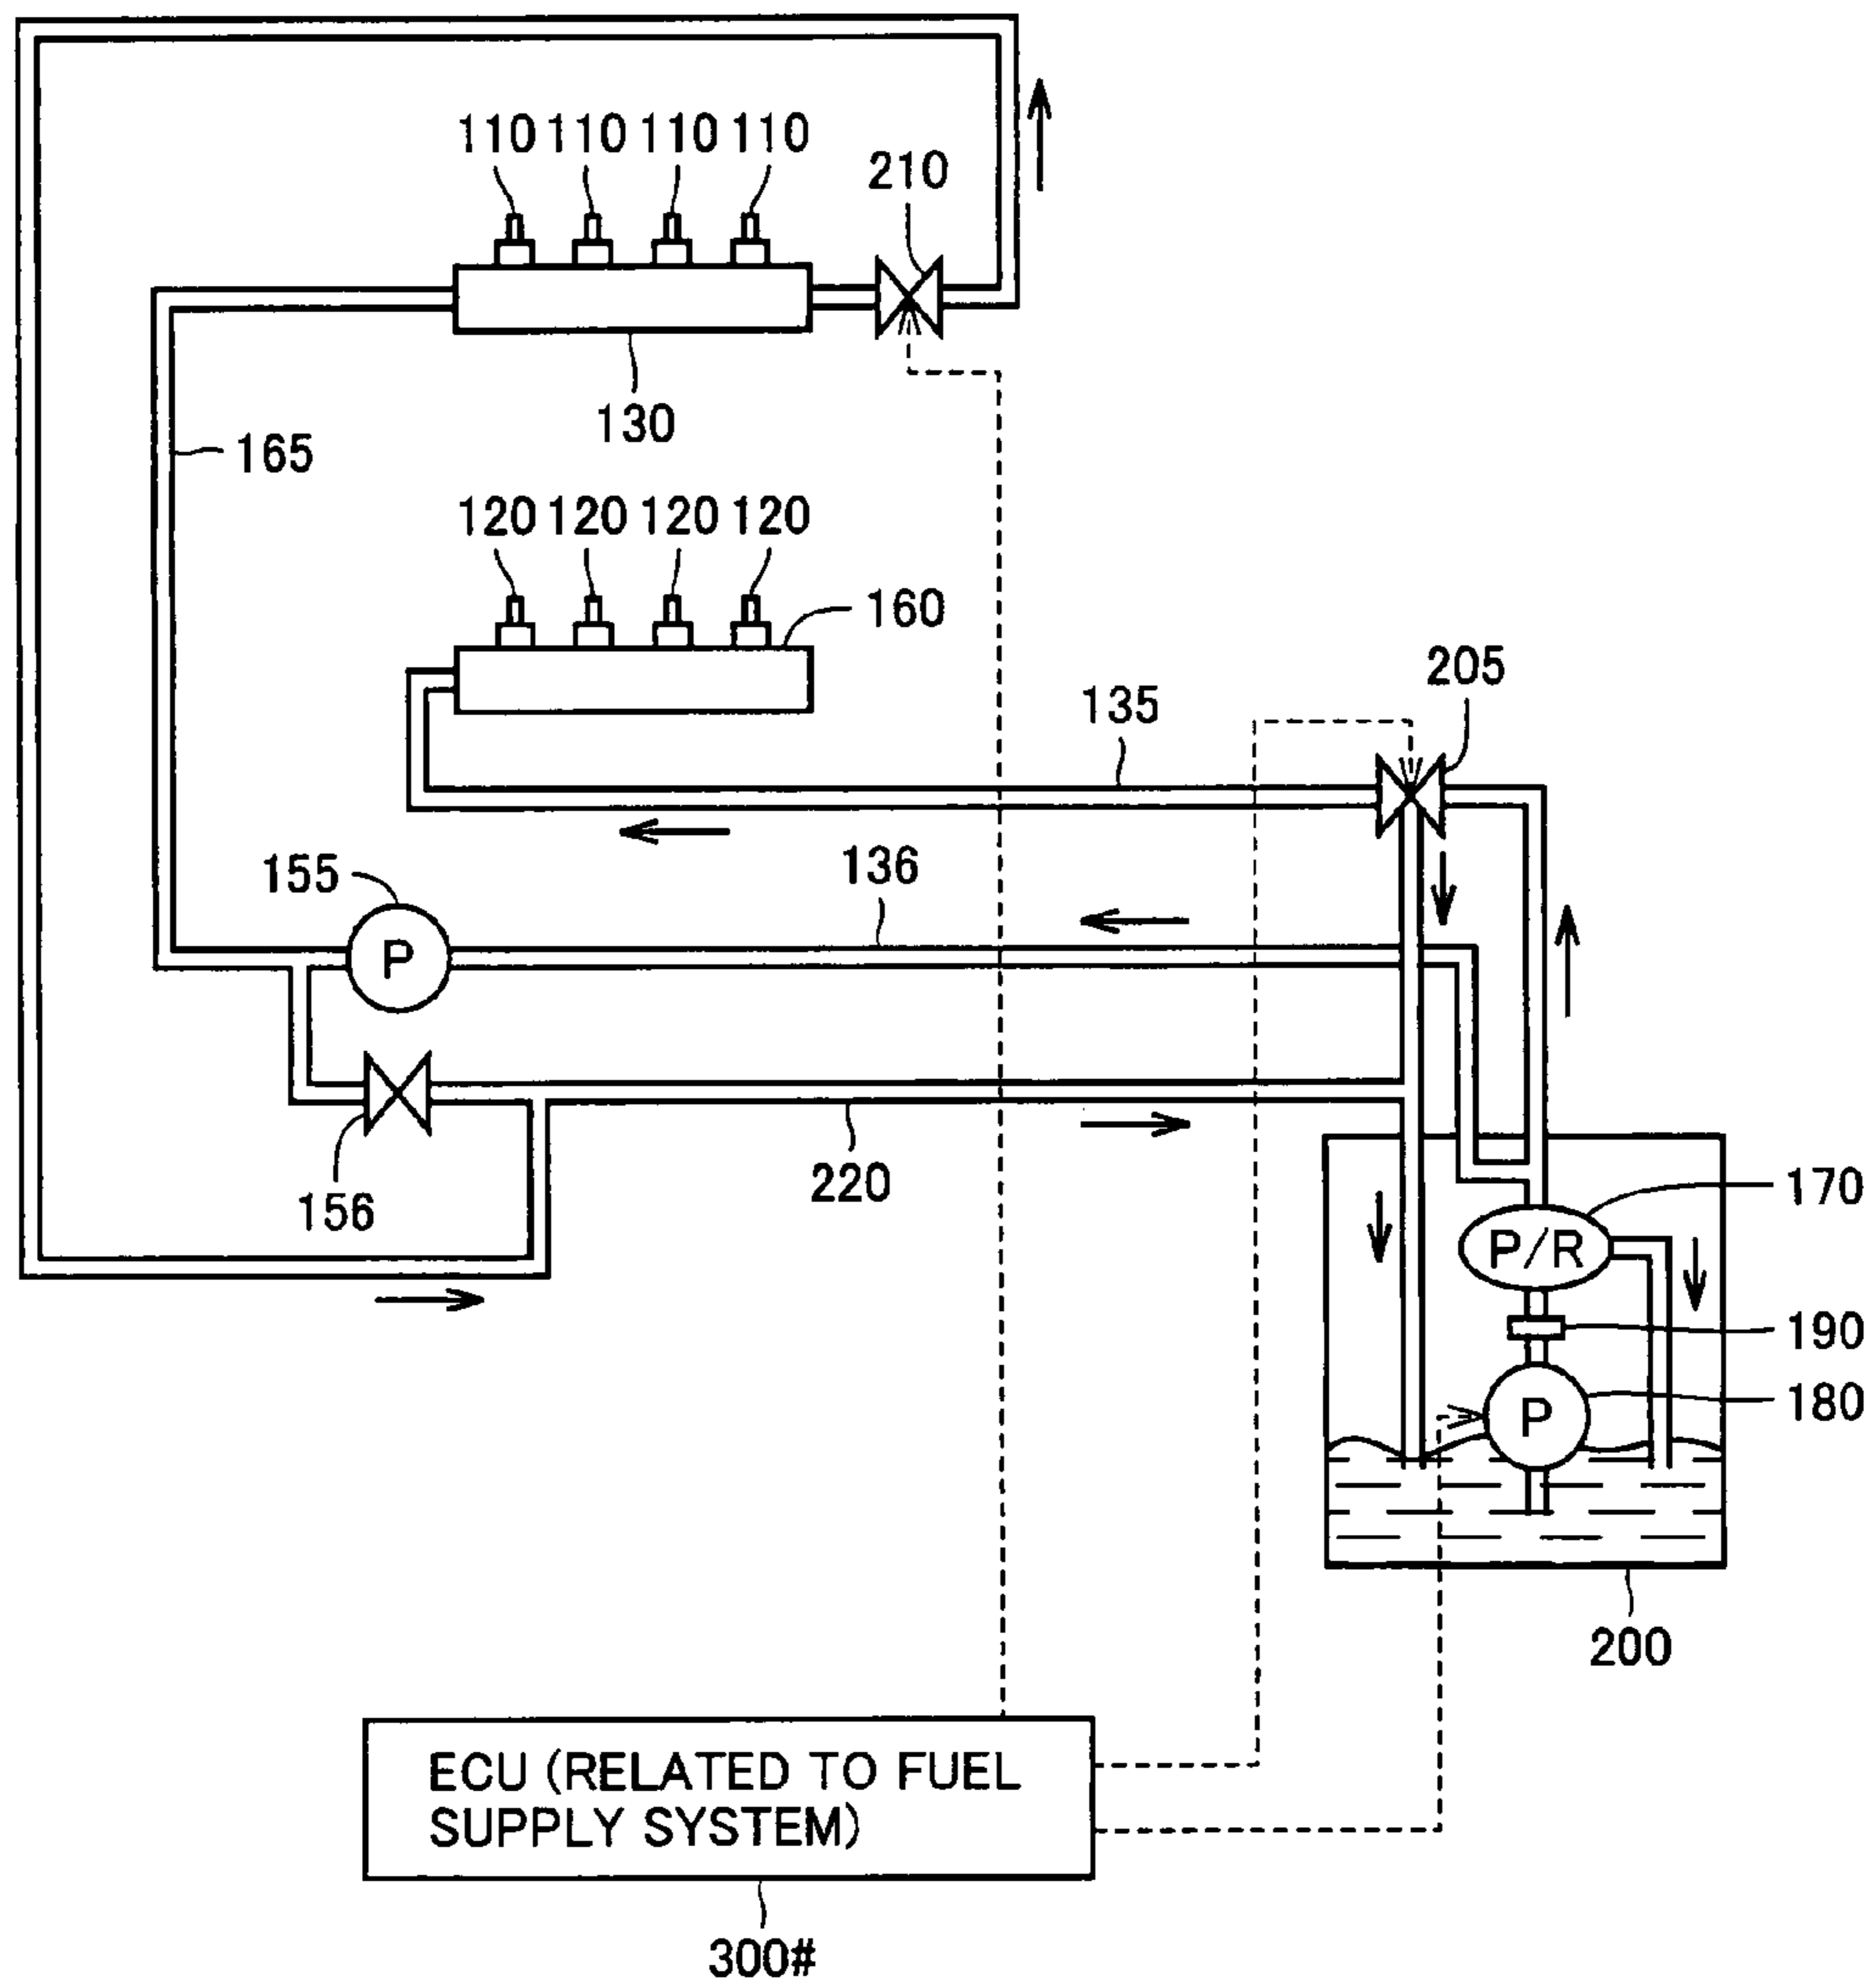 110 110 110 110
210
130
165
120 120 120 120
160
205
135
136
155
P
156
220
170
P/R
190
180
P
200
ECU (RELATED TO FUEL
SUPPLY SYSTEM)
300#